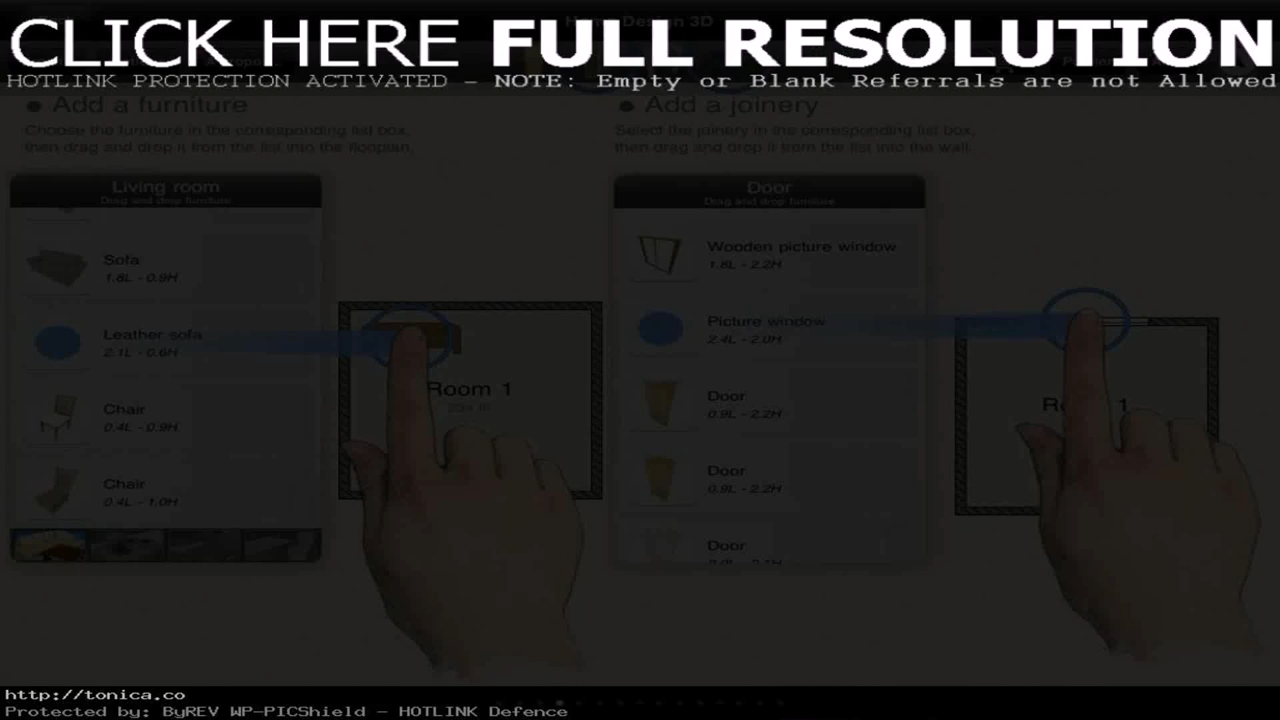 Home Design 3D
CLICK HERE FULL RESOLUTION
HOTLINK PROTECTION ACTIVATED – NOTE: Empty or Blank Referrals are not Allowed
• Add a furniture
Choose the furniture in the corresponding list box,
then drag and drop it from the list into the floorplan.
Living room
Drag and drop furniture
Sofa
1.8L - 0.9H
Leather sofa
2.1L - 0.6H
Chair
0.4L - 0.9H
Chair
0.4L - 1.0H
Room 1
• Add a joinery
Select the joinery in the corresponding list box,
then drag and drop it from the list into the wall.
Door
Drag and drop furniture
Wooden picture window
1.8L - 2.2H
Picture window
2.4L - 2.0H
Door
0.9L - 2.2H
Door
0.9L - 2.2H
Door
http://tonica.co
Protected by: ByREV WP-PICShield – HOTLINK Defence